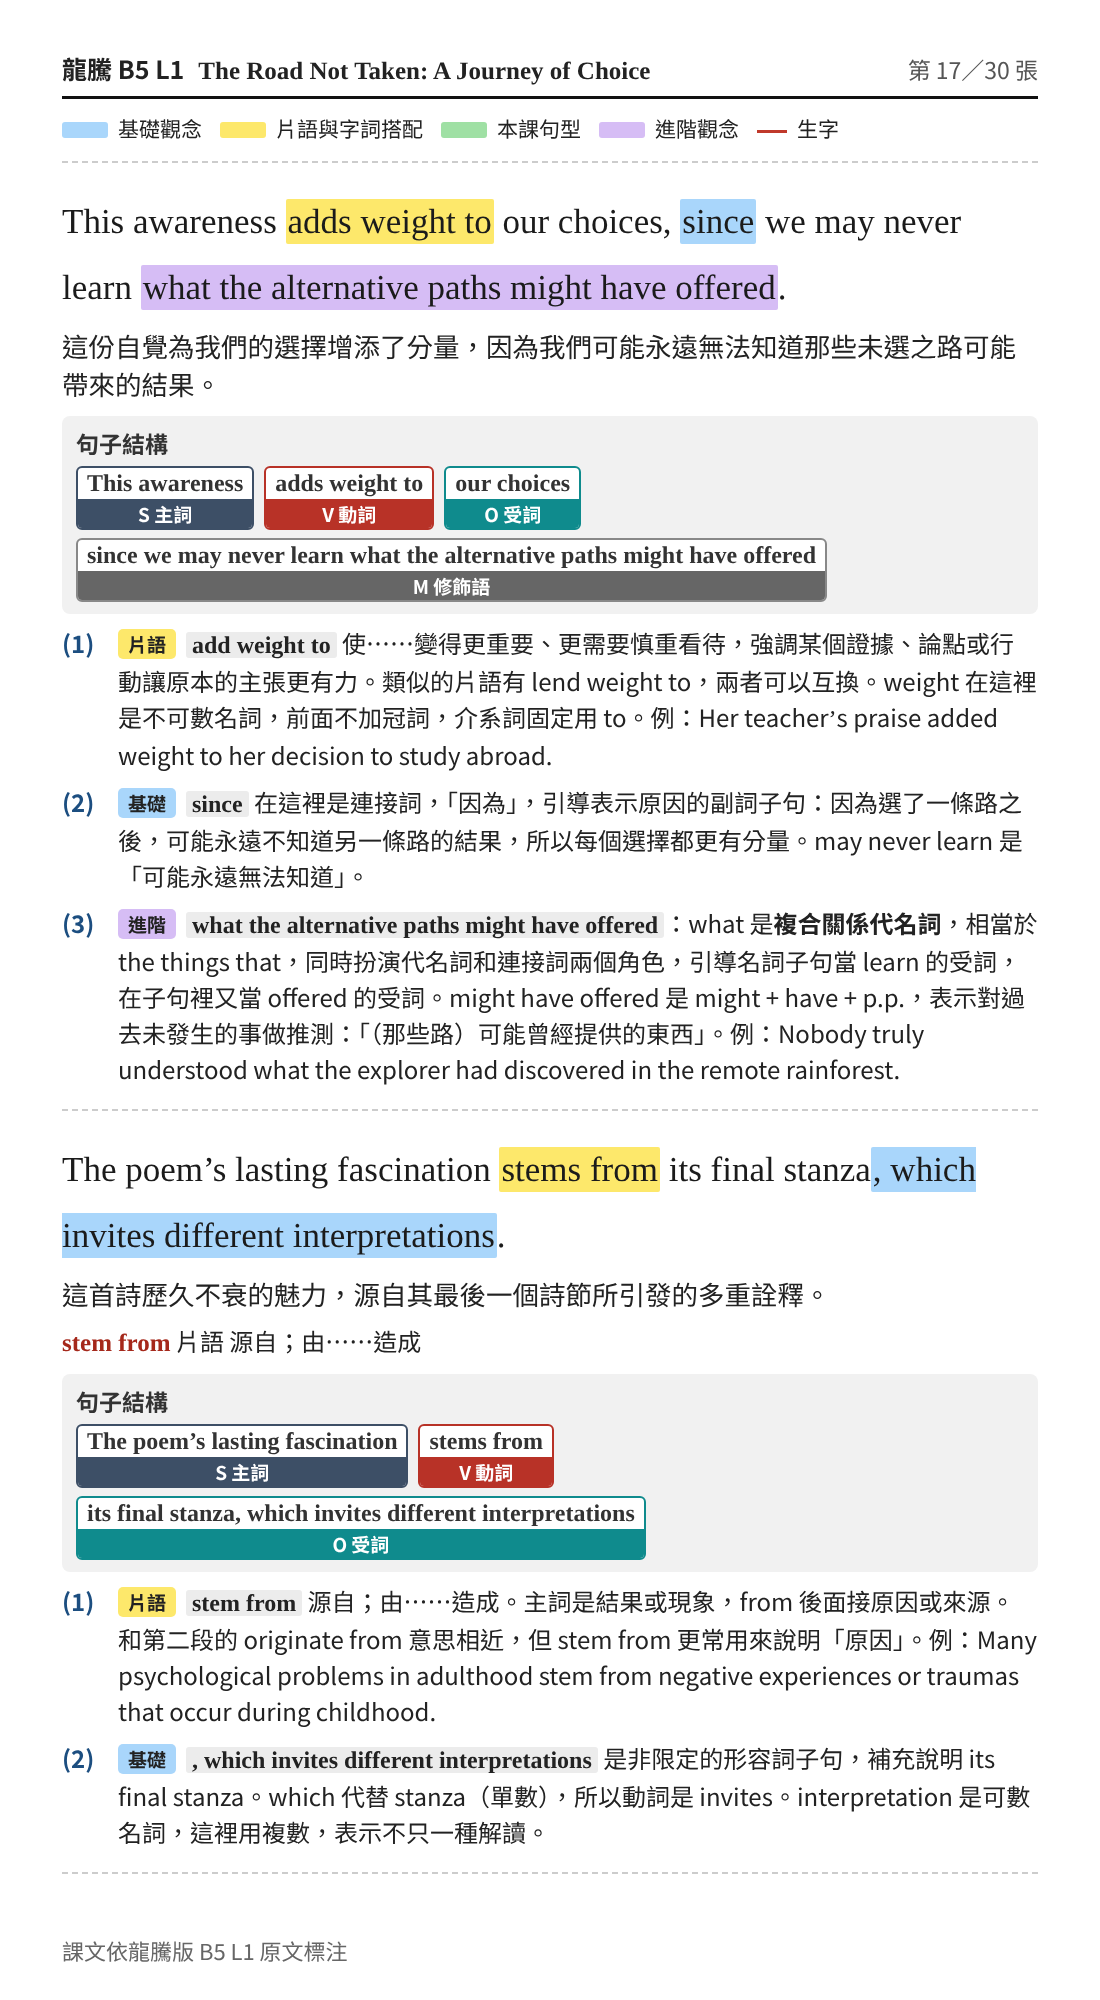 龍騰 B5 L1 The Road Not Taken: A Journey of Choice 第 17／30 張
基礎觀念 片語與字詞搭配 本課句型 進階觀念 生字
This awareness adds weight to our choices, since we may never
learn what the alternative paths might have offered.
這份自覺為我們的選擇增添了分量，因為我們可能永遠無法知道那些未選之路可能
帶來的結果。
句子結構
This awareness adds weight to our choices
S 主詞 V 動詞 O 受詞
since we may never learn what the alternative paths might have offered
M 修飾語
(1) 片語 add weight to 使⋯⋯變得更重要、更需要慎重看待，強調某個證據、論點或行
動讓原本的主張更有力。類似的片語有 lend weight to，兩者可以互換。weight 在這裡
是不可數名詞，前面不加冠詞，介系詞固定用 to。例：Her teacher’s praise added
weight to her decision to study abroad.
(2) 基礎 since 在這裡是連接詞，「因為」，引導表示原因的副詞子句：因為選了一條路之
後，可能永遠不知道另一條路的結果，所以每個選擇都更有分量。may never learn 是
「可能永遠無法知道」。
(3) 進階 what the alternative paths might have offered：what 是複合關係代名詞，相當於
the things that，同時扮演代名詞和連接詞兩個角色，引導名詞子句當 learn 的受詞，
在子句裡又當 offered 的受詞。might have offered 是 might + have + p.p.，表示對過
去未發生的事做推測：「（那些路）可能曾經提供的東西」。例：Nobody truly
understood what the explorer had discovered in the remote rainforest.
The poem’s lasting fascination stems from its final stanza, which
invites different interpretations.
這首詩歷久不衰的魅力，源自其最後一個詩節所引發的多重詮釋。
stem from 片語 源自；由⋯⋯造成
句子結構
The poem’s lasting fascination stems from
S 主詞 V 動詞
its final stanza, which invites different interpretations
O 受詞
(1) 片語 stem from 源自；由⋯⋯造成。主詞是結果或現象，from 後面接原因或來源。
和第二段的 originate from 意思相近，但 stem from 更常用來說明「原因」。例：Many
psychological problems in adulthood stem from negative experiences or traumas
that occur during childhood.
(2) 基礎 , which invites different interpretations 是非限定的形容詞子句，補充說明 its
final stanza。which 代替 stanza（單數），所以動詞是 invites。interpretation 是可數
名詞，這裡用複數，表示不只一種解讀。
課文依龍騰版 B5 L1 原文標注